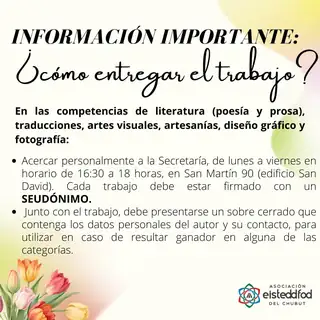 INFORMACIÓN IMPORTANTE:
¿cómo entregar el trabajo?
En las competencias de literatura (poesía y prosa),
traducciones, artes visuales, artesanías, diseño gráfico y
fotografía:
• Acercar personalmente a la Secretaría, de lunes a viernes en
horario de 16:30 a 18 horas, en San Martín 90 (edificio San
David). Cada trabajo debe estar firmado con un
SEUDÓNIMO.
• Junto con el trabajo, debe presentarse un sobre cerrado que
contenga los datos personales del autor y su contacto, para
utilizar en caso de resultar ganador en alguna de las
categorías.
ASOCIACIÓN
eisteddfod
DEL CHUBUT